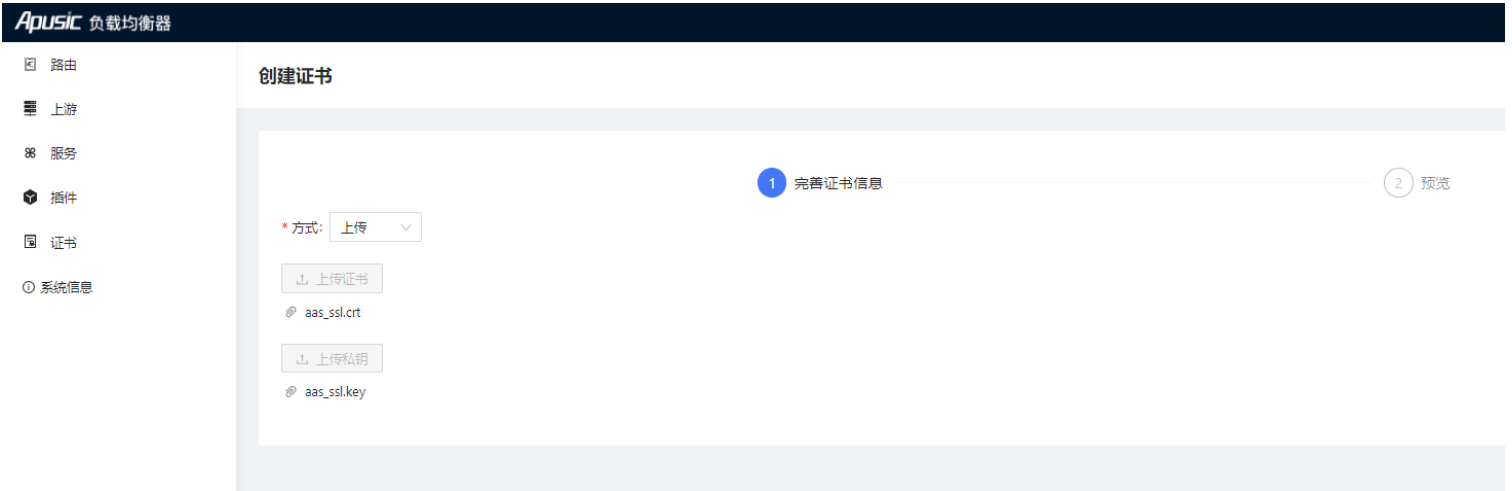 Apusic 负载均衡器
路由
上游
服务
插件
证书
系统信息
创建证书
1 完善证书信息
2 预览
* 方式: 上传
上传证书
aas_ssl.crt
上传私钥
aas_ssl.key